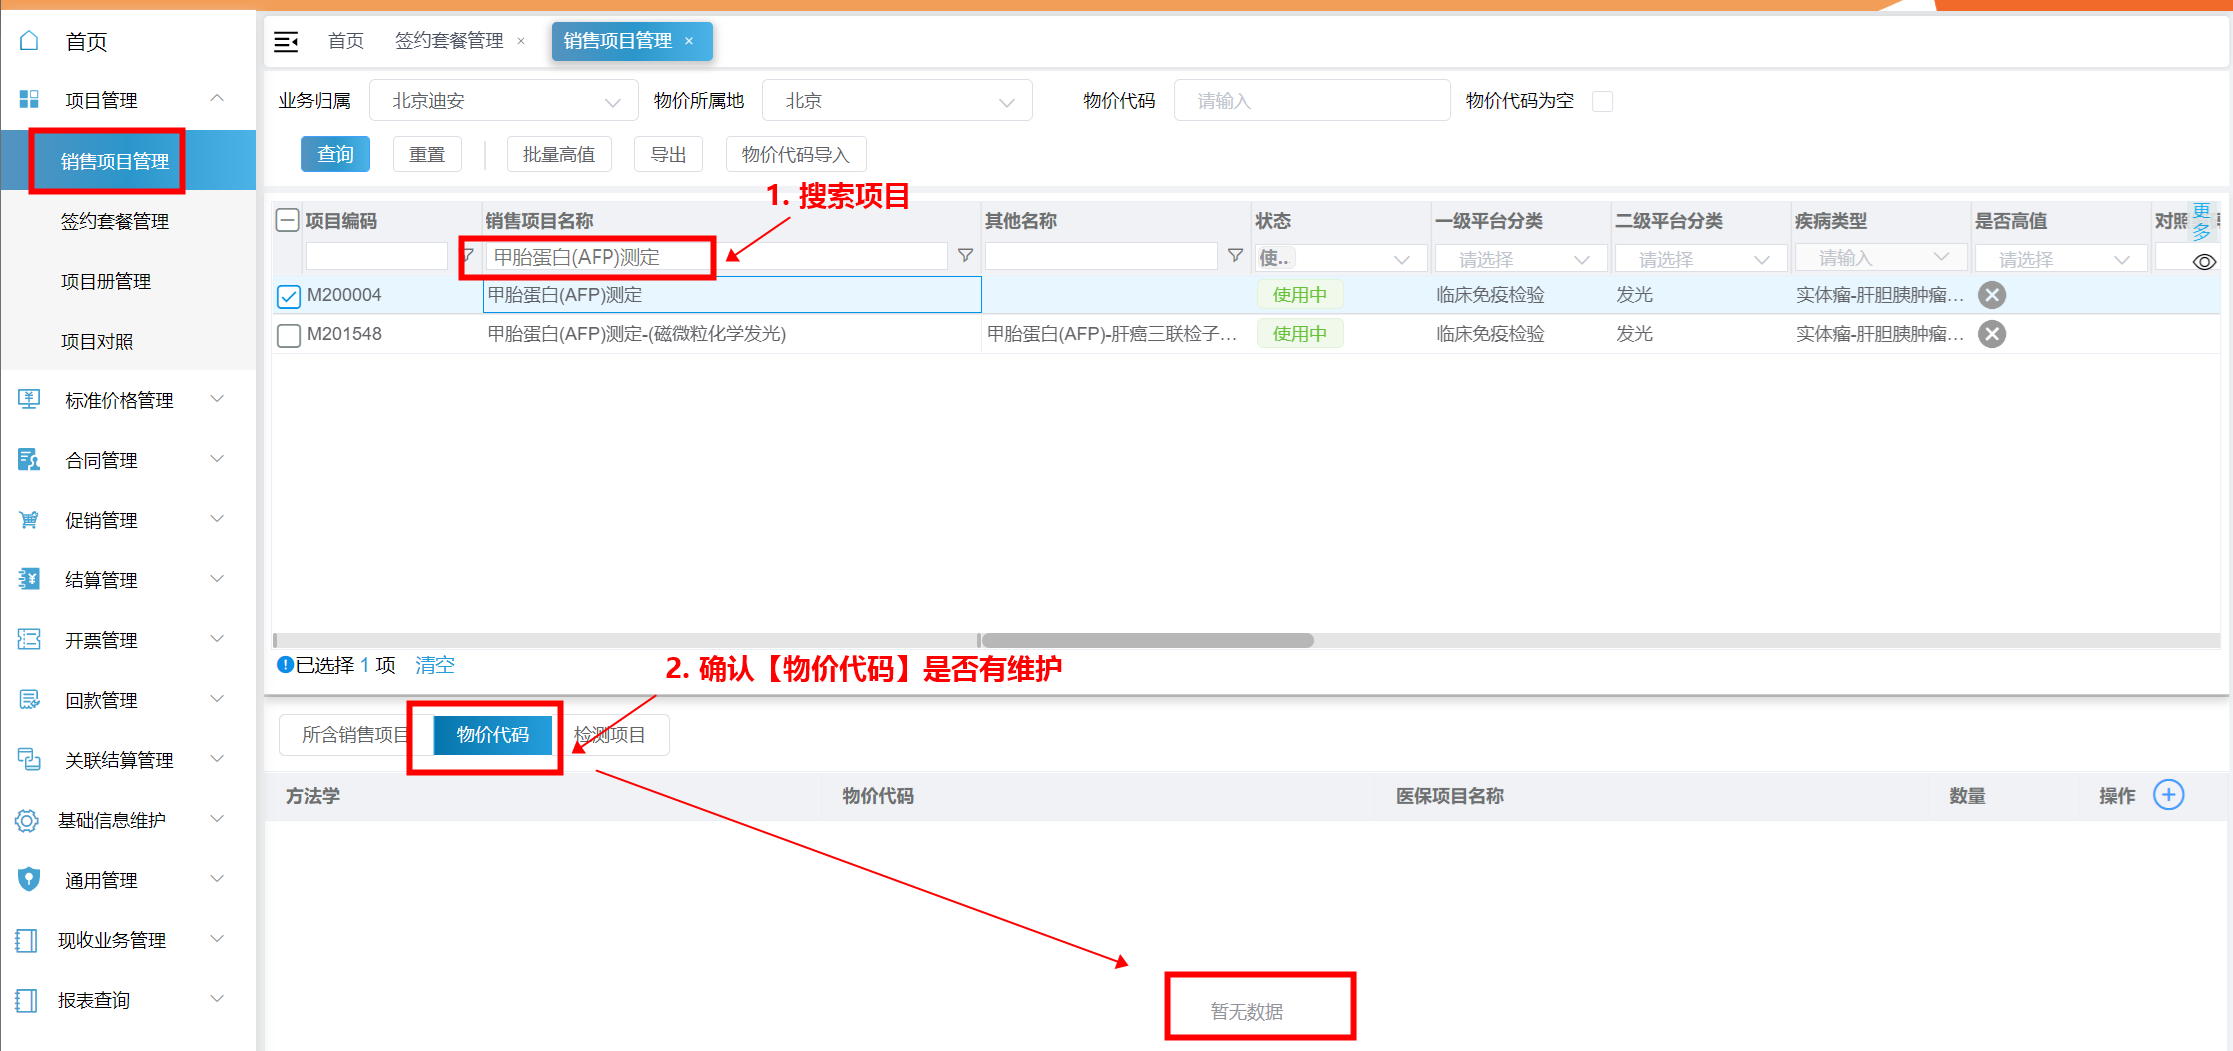 首页
项目管理
销售项目管理
签约套餐管理
项目册管理
项目对照
标准价格管理
合同管理
促销管理
结算管理
开票管理
回款管理
关联结算管理
基础信息维护
通用管理
现收业务管理
报表查询
首页 签约套餐管理 × 销售项目管理 ×
业务归属 北京迪安 物价所属地 北京 物价代码 请输入 物价代码为空
查询 重置 批量高值 导出 物价代码导入
1. 搜索项目
项目编码 销售项目名称 其他名称 状态 一级平台分类 二级平台分类 疾病类型 是否高值 对照 更多
甲胎蛋白(AFP)测定 使.. 请选择 请选择 请输入 请选择
M200004 甲胎蛋白(AFP)测定 使用中 临床免疫检验 发光 实体瘤-肝胆胰肿瘤...
M201548 甲胎蛋白(AFP)测定-(磁微粒化学发光) 甲胎蛋白(AFP)-肝癌三联检子... 使用中 临床免疫检验 发光 实体瘤-肝胆胰肿瘤...
已选择 1 项 清空
2. 确认【物价代码】是否有维护
所含销售项目 物价代码 检测项目
方法学 物价代码 医保项目名称 数量 操作
暂无数据